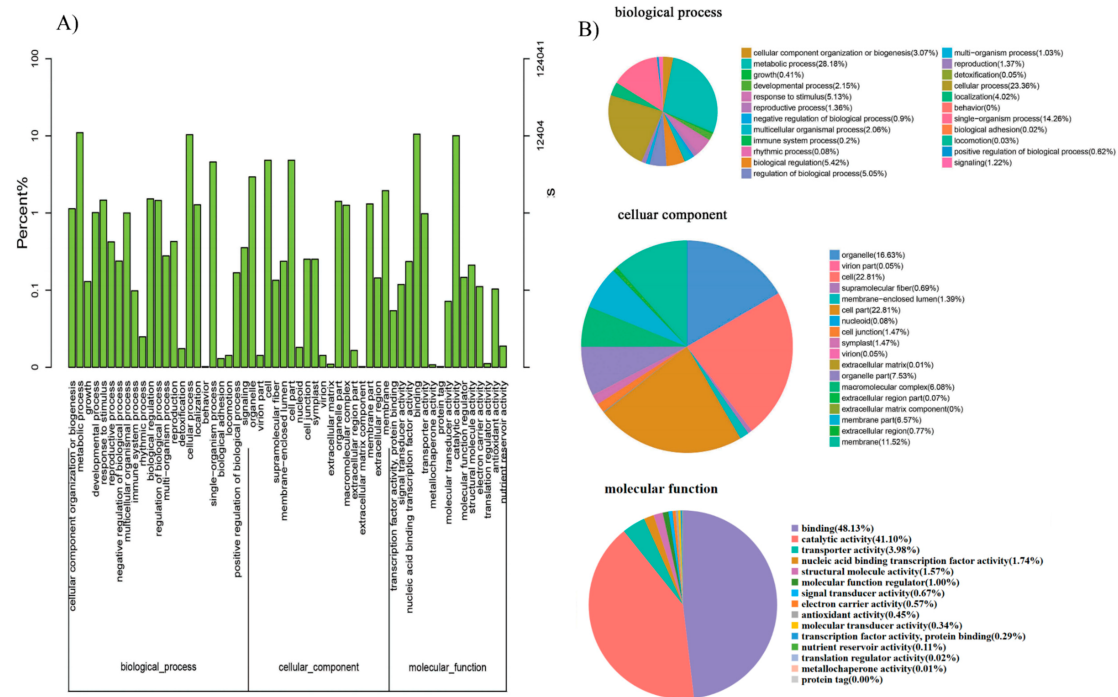 A)
100
10
1
0.1
0
Percent%
124041
12404
cellular component organization or biogenesis
metabolic process
growth
developmental process
response to stimulus
reproductive process
negative regulation of biological process
multicellular organismal process
immune system process
rhythmic process
biological regulation
regulation of biological process
multi-organism process
reproduction
detoxification
cellular process
localization
behavior
single-organism process
biological adhesion
locomotion
positive regulation of biological process
signaling
organelle
virion part
cell
supramolecular fiber
membrane-enclosed lumen
cell part
nucleoid
cell junction
symplast
virion
extracellular matrix
organelle part
macromolecular complex
extracellular region part
extracellular matrix component
membrane part
extracellular region
membrane
transcription factor activity, protein binding
signal transducer activity
nucleic acid binding transcription factor activity
binding
transporter activity
metallochaperone activity
protein tag
molecular transducer activity
catalytic activity
molecular function regulator
structural molecule activity
electron carrier activity
translation regulator activity
antioxidant activity
nutrient reservoir activity
biological_process
cellular_component
molecular_function
B)
biological process
cellular component organization or biogenesis(3.07%)
metabolic process(28.18%)
growth(0.41%)
developmental process(2.15%)
response to stimulus(5.13%)
reproductive process(1.36%)
negative regulation of biological process(0.9%)
multicellular organismal process(2.06%)
immune system process(0.2%)
rhythmic process(0.08%)
biological regulation(5.42%)
regulation of biological process(5.05%)
multi-organism process(1.03%)
reproduction(1.37%)
detoxification(0.05%)
cellular process(23.36%)
localization(4.02%)
behavior(0%)
single-organism process(14.26%)
biological adhesion(0.02%)
locomotion(0.03%)
positive regulation of biological process(0.62%)
signaling(1.22%)
celluar component
organelle(16.63%)
virion part(0.05%)
cell(22.81%)
supramolecular fiber(0.69%)
membrane-enclosed lumen(1.39%)
cell part(22.81%)
nucleoid(0.08%)
cell junction(1.47%)
symplast(1.47%)
virion(0.05%)
extracellular matrix(0.01%)
organelle part(7.53%)
macromolecular complex(6.08%)
extracellular region part(0.07%)
extracellular matrix component(0%)
membrane part(6.57%)
extracellular region(0.77%)
membrane(11.52%)
molecular function
binding(48.13%)
catalytic activity(41.10%)
transporter activity(3.98%)
nucleic acid binding transcription factor activity(1.74%)
structural molecule activity(1.57%)
molecular function regulator(1.00%)
signal transducer activity(0.67%)
electron carrier activity(0.57%)
antioxidant activity(0.45%)
molecular transducer activity(0.34%)
transcription factor activity, protein binding(0.29%)
nutrient reservoir activity(0.11%)
translation regulator activity(0.02%)
metallochaperone activity(0.01%)
protein tag(0.00%)